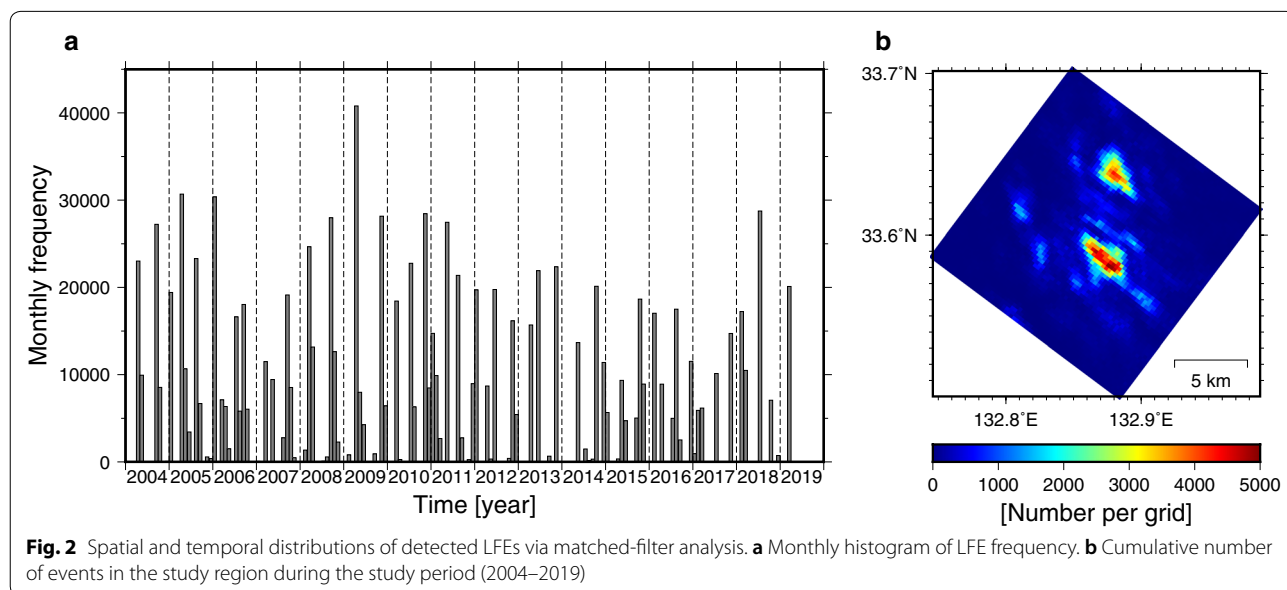 a
40000
30000
20000
10000
0
Monthly frequency
2004 2005 2006 2007 2008 2009 2010 2011 2012 2013 2014 2015 2016 2017 2018 2019
Time [year]
b
33.7˚N
33.6˚N
5 km
132.8˚E 132.9˚E
0 1000 2000 3000 4000 5000
[Number per grid]
Fig. 2 Spatial and temporal distributions of detected LFEs via matched-filter analysis. a Monthly histogram of LFE frequency. b Cumulative number
of events in the study region during the study period (2004–2019)